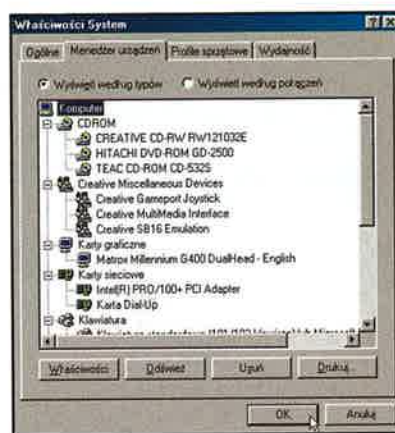 Właściwości System
Ogólne Menedżer urządzeń Profile sprzętowe Wydajność
Wyświetl według typów Wyświetl według połączeń
Komputer
CDROM
CREATIVE CD-RW RW121032E
HITACHI DVD-ROM GD-2500
TEAC CD-ROM CD-532S
Creative Miscellaneous Devices
Creative Gameport Joystick
Creative MultiMedia Interface
Creative SB16 Emulation
Karty graficzne
Matrox Millennium G400 DualHead - English
Karty sieciowe
Intel(R) PRO/100+ PCI Adapter
Karta Dial-Up
Klawiatura
Właściwości Odśwież Usuń Drukuj...
OK Anuluj